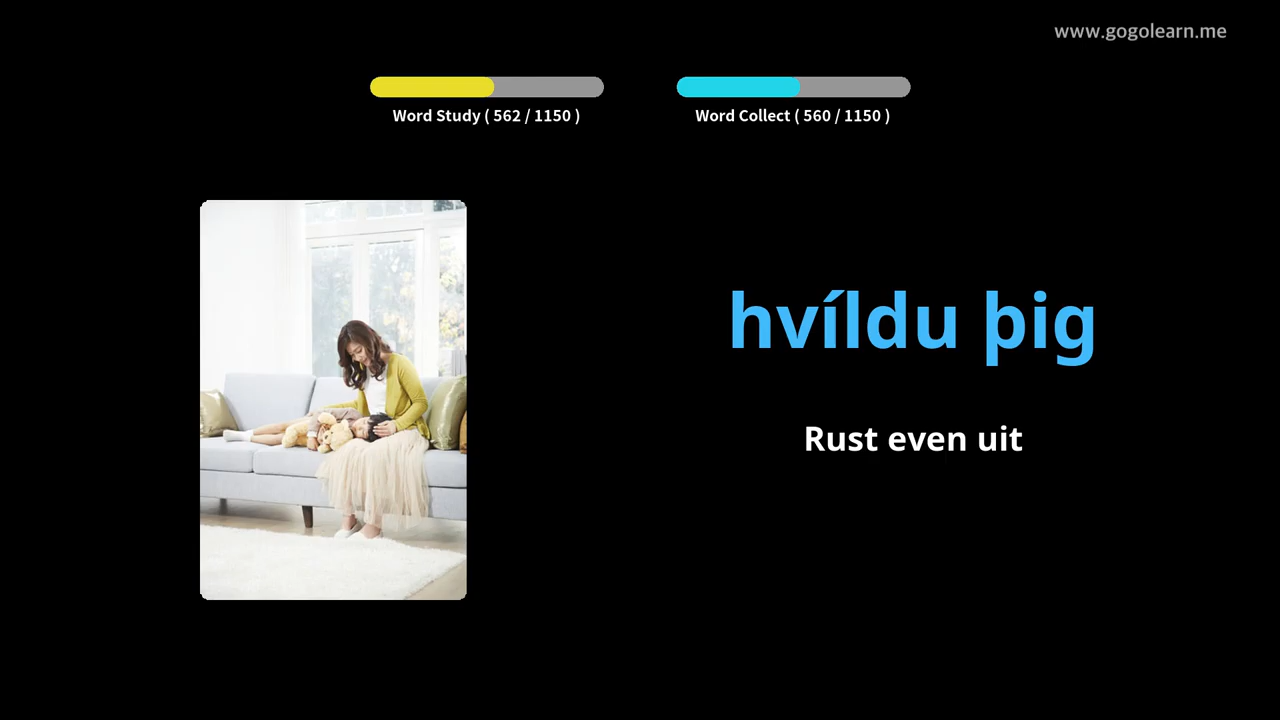 www.gogolearn.me
Word Study ( 562 / 1150 )
Word Collect ( 560 / 1150 )
hvíldu þig
Rust even uit